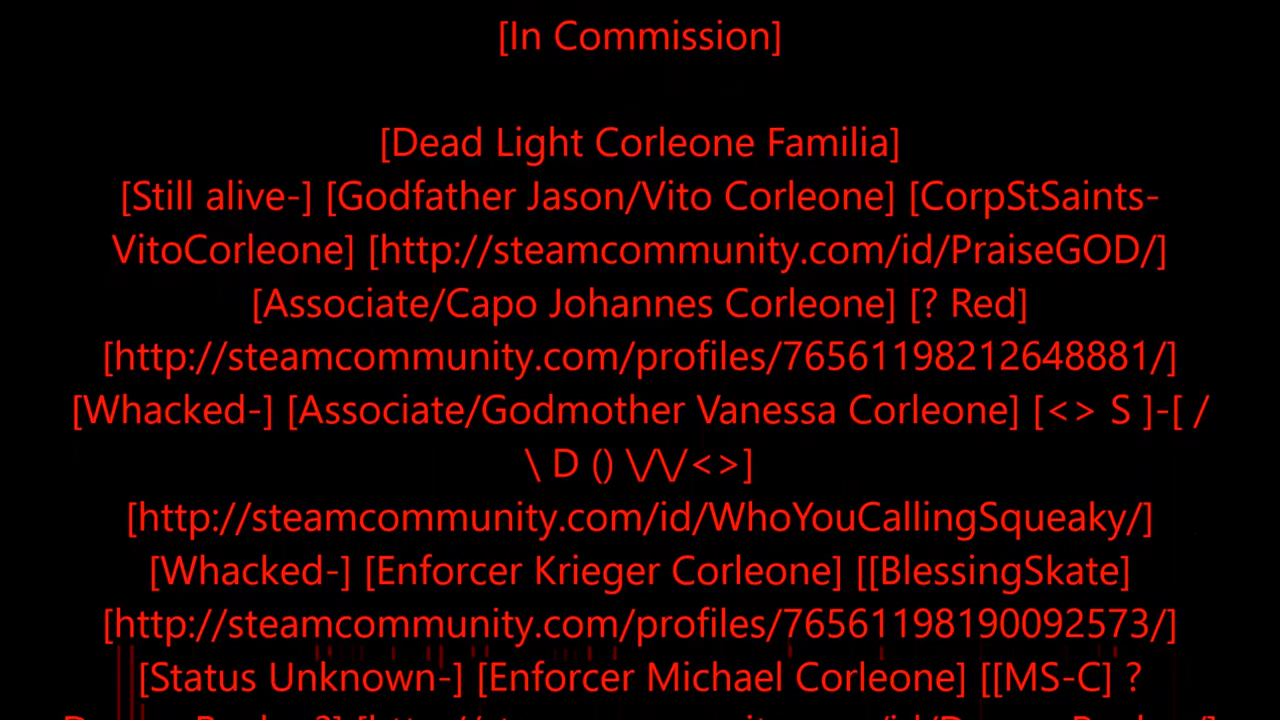 [In Commission]
[Dead Light Corleone Familia]
[Still alive-] [Godfather Jason/Vito Corleone] [CorpStSaints-
VitoCorleone] [http://steamcommunity.com/id/PraiseGOD/]
[Associate/Capo Johannes Corleone] [? Red]
[http://steamcommunity.com/profiles/76561198212648881/]
[Whacked-] [Associate/Godmother Vanessa Corleone] [<> S ]-[ /
\ D () \/\/<>]
[http://steamcommunity.com/id/WhoYouCallingSqueaky/]
[Whacked-] [Enforcer Krieger Corleone] [[BlessingSkate]
[http://steamcommunity.com/profiles/76561198190092573/]
[Status Unknown-] [Enforcer Michael Corleone] [[MS-C] ?